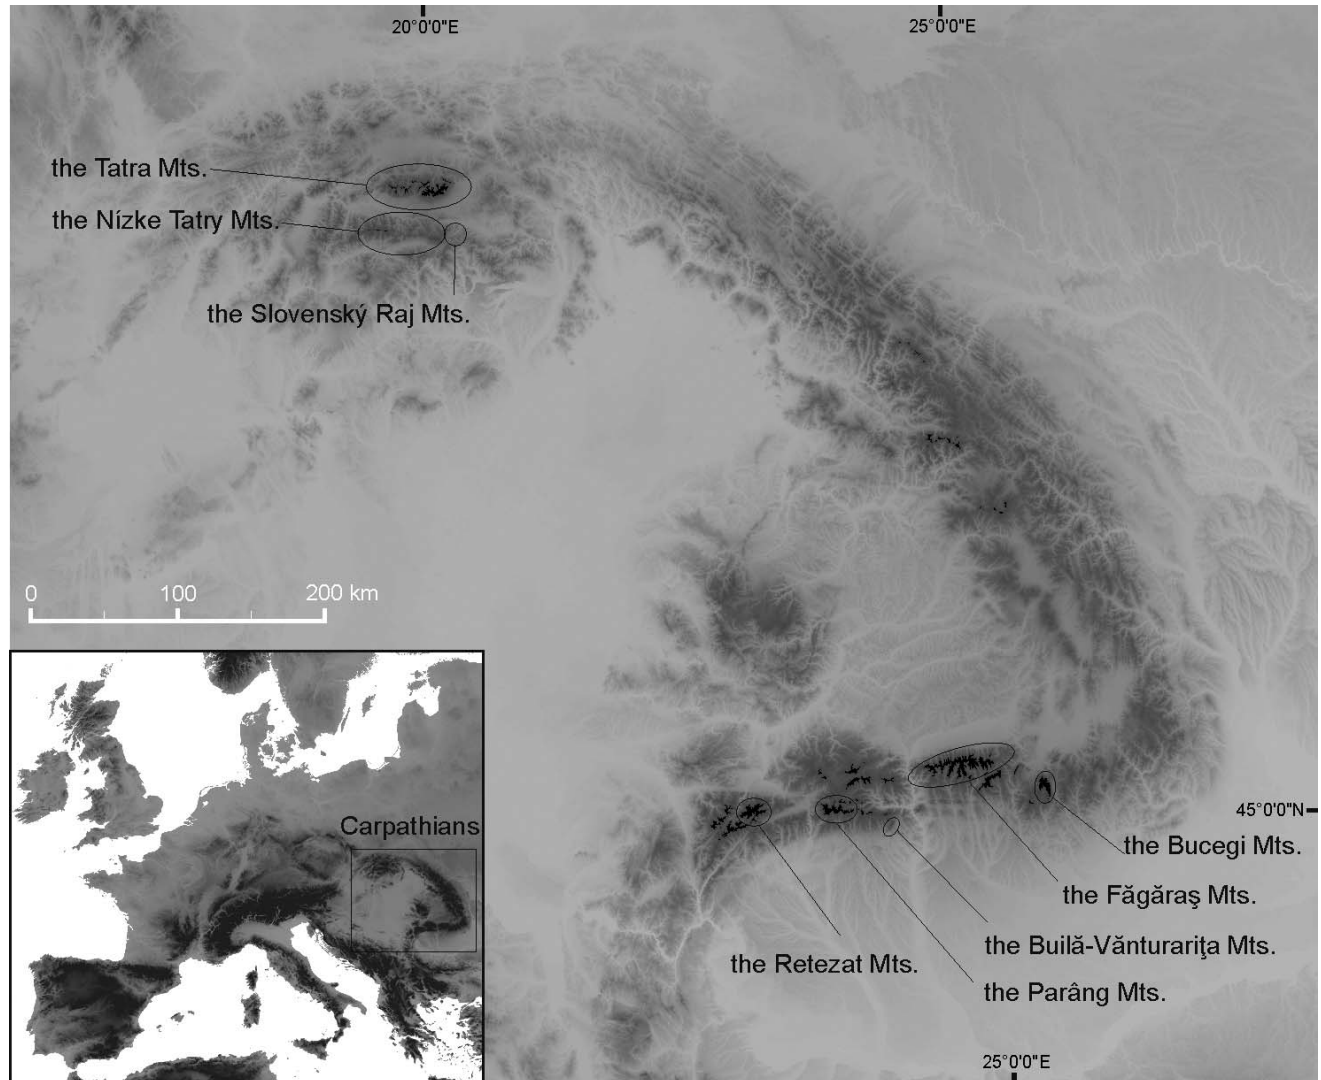 20°0'0"E
25°0'0"E
the Tatra Mts.
the Nízke Tatry Mts.
the Slovenský Raj Mts.
0 100 200 km
Carpathians
45°0'0"N
the Bucegi Mts.
the Făgăraş Mts.
the Builă-Vănturariţa Mts.
the Retezat Mts.
the Parâng Mts.
25°0'0"E